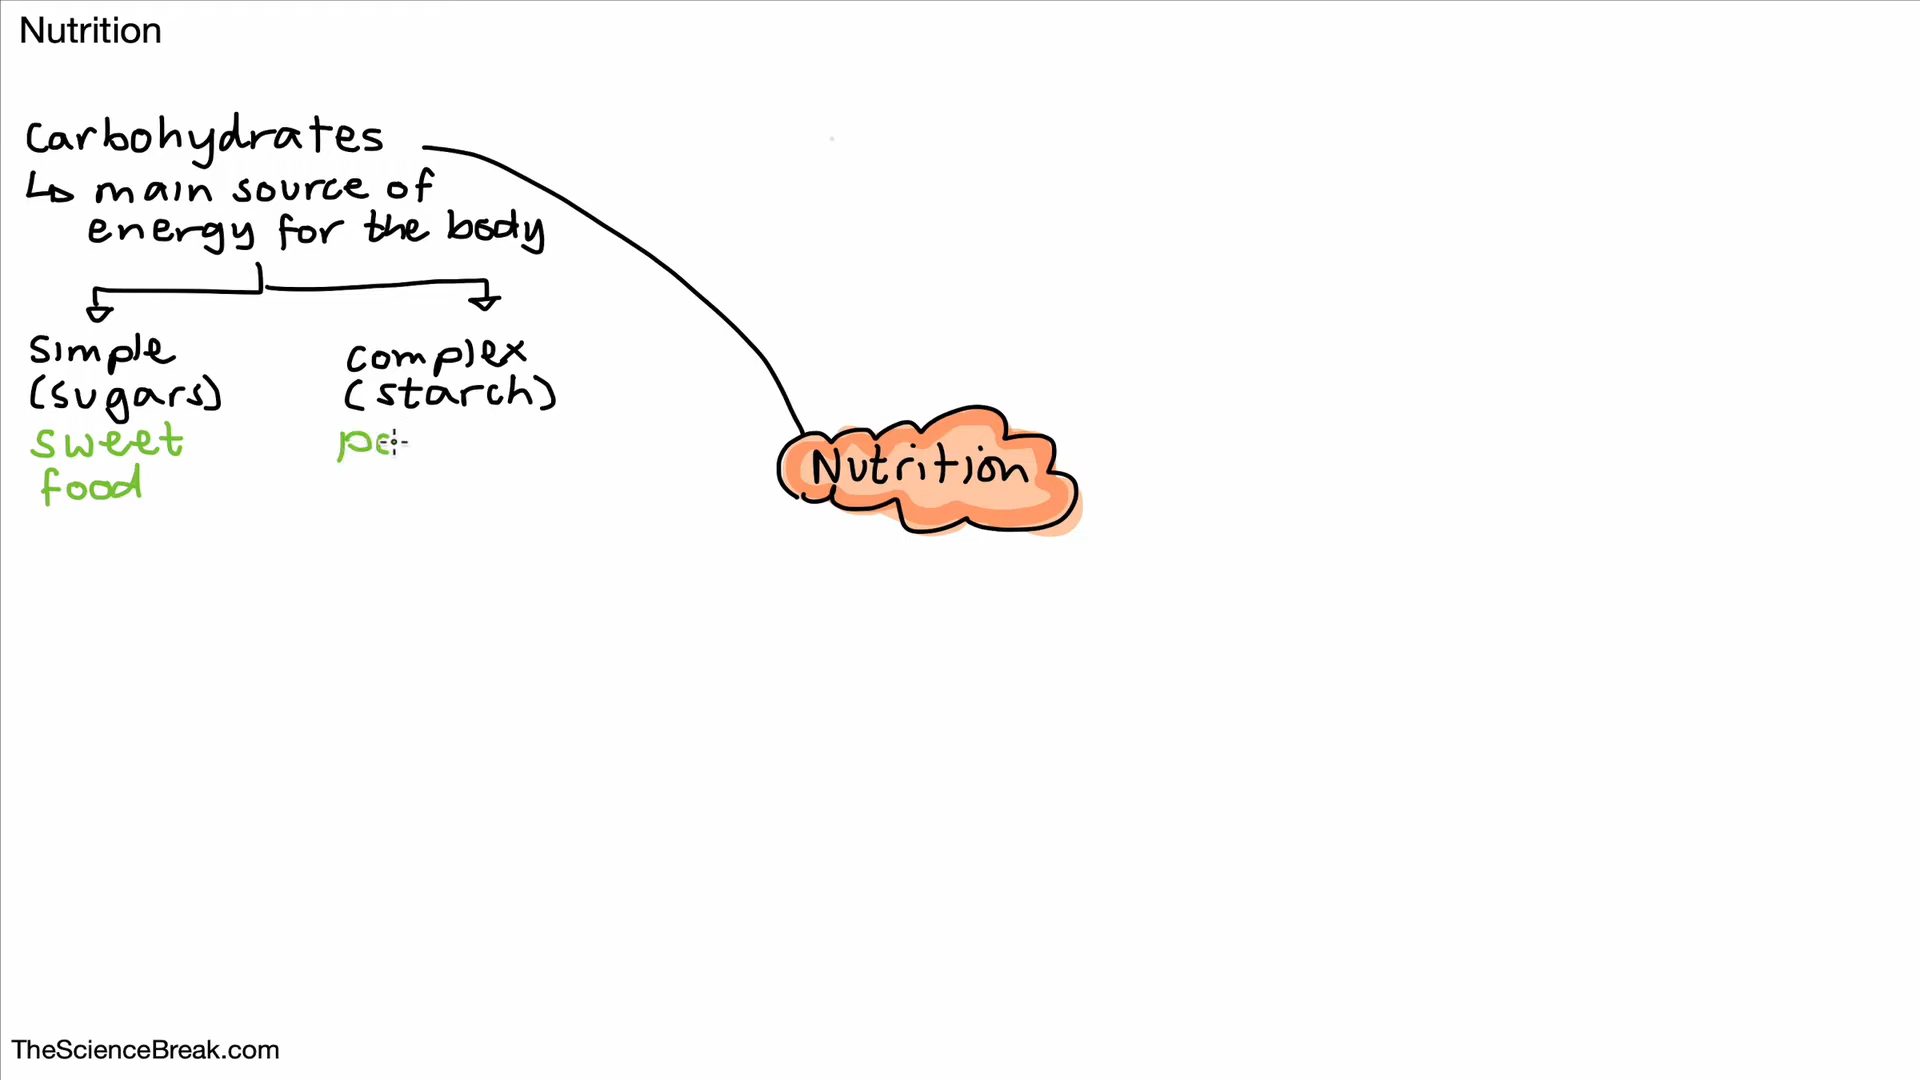 Nutrition
Carbohydrates
↳ main source of
energy for the body
simple
(sugars)
sweet
food
complex
(starch)
Nutrition
TheScienceBreak.com